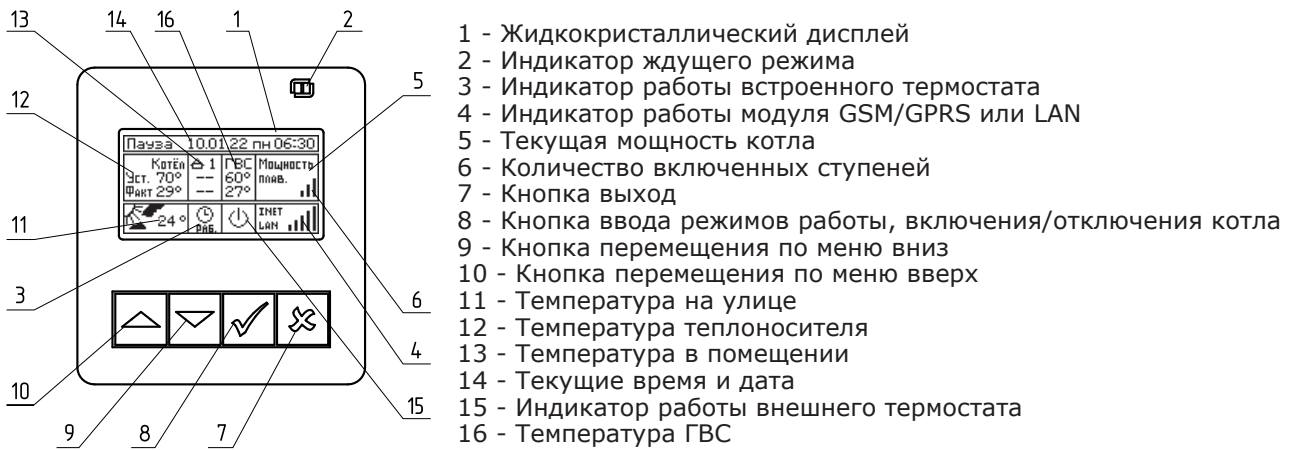 13 14 16 1 2
5
12
11
3
6
4
10
15
9 8 7
Пауза 10.01.22 пн 06:30
Котёл 1 ГВС Мощность
Уст. 70° -- 60° плав.
Факт 29° -- 27°
24° РАБ. INET
LAN
1 - Жидкокристаллический дисплей
2 - Индикатор ждущего режима
3 - Индикатор работы встроенного термостата
4 - Индикатор работы модуля GSM/GPRS или LAN
5 - Текущая мощность котла
6 - Количество включенных ступеней
7 - Кнопка выход
8 - Кнопка ввода режимов работы, включения/отключения котла
9 - Кнопка перемещения по меню вниз
10 - Кнопка перемещения по меню вверх
11 - Температура на улице
12 - Температура теплоносителя
13 - Температура в помещении
14 - Текущие время и дата
15 - Индикатор работы внешнего термостата
16 - Температура ГВС